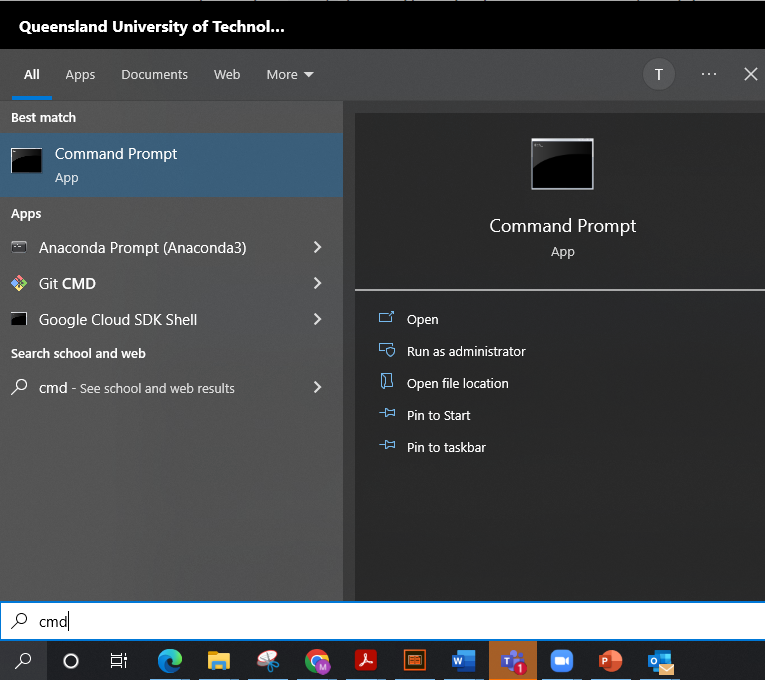 Queensland University of Technol...
All Apps Documents Web More T ...
Best match
Command Prompt
App
Apps
Anaconda Prompt (Anaconda3)
Git CMD
Google Cloud SDK Shell
Search school and web
cmd - See school and web results
Command Prompt
App
Open
Run as administrator
Open file location
Pin to Start
Pin to taskbar
cmd
M W T 1 P O